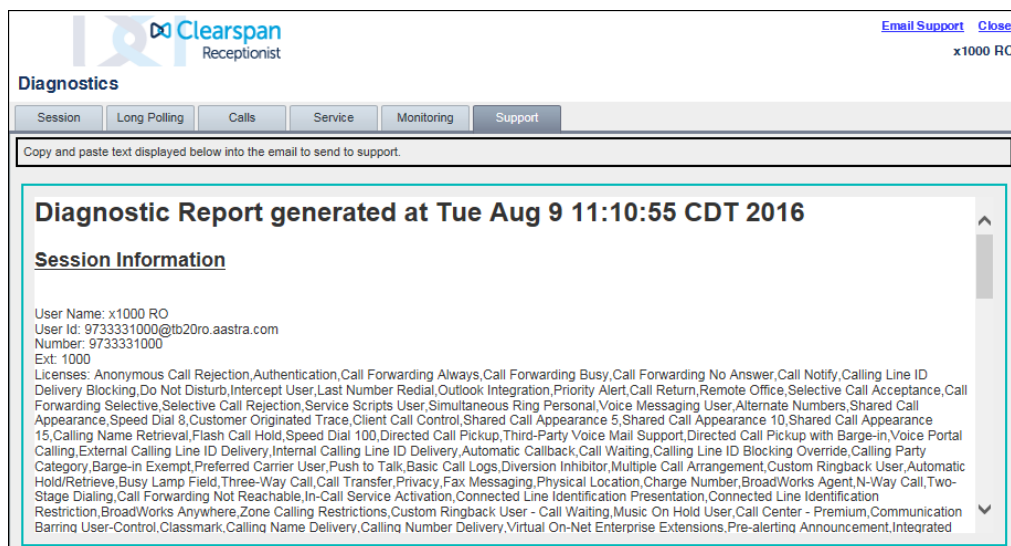 Clearspan
Receptionist
Email Support Close
x1000 RO
Diagnostics
Session Long Polling Calls Service Monitoring Support
Copy and paste text displayed below into the email to send to support.
Diagnostic Report generated at Tue Aug 9 11:10:55 CDT 2016
Session Information
User Name: x1000 RO
User Id: 9733331000@tb20ro.aastra.com
Number: 9733331000
Ext: 1000
Licenses: Anonymous Call Rejection,Authentication,Call Forwarding Always,Call Forwarding Busy,Call Forwarding No Answer,Call Notify,Calling Line ID
Delivery Blocking,Do Not Disturb,Intercept User,Last Number Redial,Outlook Integration,Priority Alert,Call Return,Remote Office,Selective Call Acceptance,Call
Forwarding Selective,Selective Call Rejection,Service Scripts User,Simultaneous Ring Personal,Voice Messaging User,Alternate Numbers,Shared Call
Appearance,Speed Dial 8,Customer Originated Trace,Client Call Control,Shared Call Appearance 5,Shared Call Appearance 10,Shared Call Appearance
15,Calling Name Retrieval,Flash Call Hold,Speed Dial 100,Directed Call Pickup,Third-Party Voice Mail Support,Directed Call Pickup with Barge-in,Voice Portal
Calling,External Calling Line ID Delivery,Internal Calling Line ID Delivery,Automatic Callback,Call Waiting,Calling Line ID Blocking Override,Calling Party
Category,Barge-in Exempt,Preferred Carrier User,Push to Talk,Basic Call Logs,Diversion Inhibitor,Multiple Call Arrangement,Custom Ringback User,Automatic
Hold/Retrieve,Busy Lamp Field,Three-Way Call,Call Transfer,Privacy,Fax Messaging,Physical Location,Charge Number,BroadWorks Agent,N-Way Call,Two-
Stage Dialing,Call Forwarding Not Reachable,In-Call Service Activation,Connected Line Identification Presentation,Connected Line Identification
Restriction,BroadWorks Anywhere,Zone Calling Restrictions,Custom Ringback User - Call Waiting,Music On Hold User,Call Center - Premium,Communication
Barring User-Control,Classmark,Calling Name Delivery,Calling Number Delivery,Virtual On-Net Enterprise Extensions,Pre-alerting Announcement,Integrated